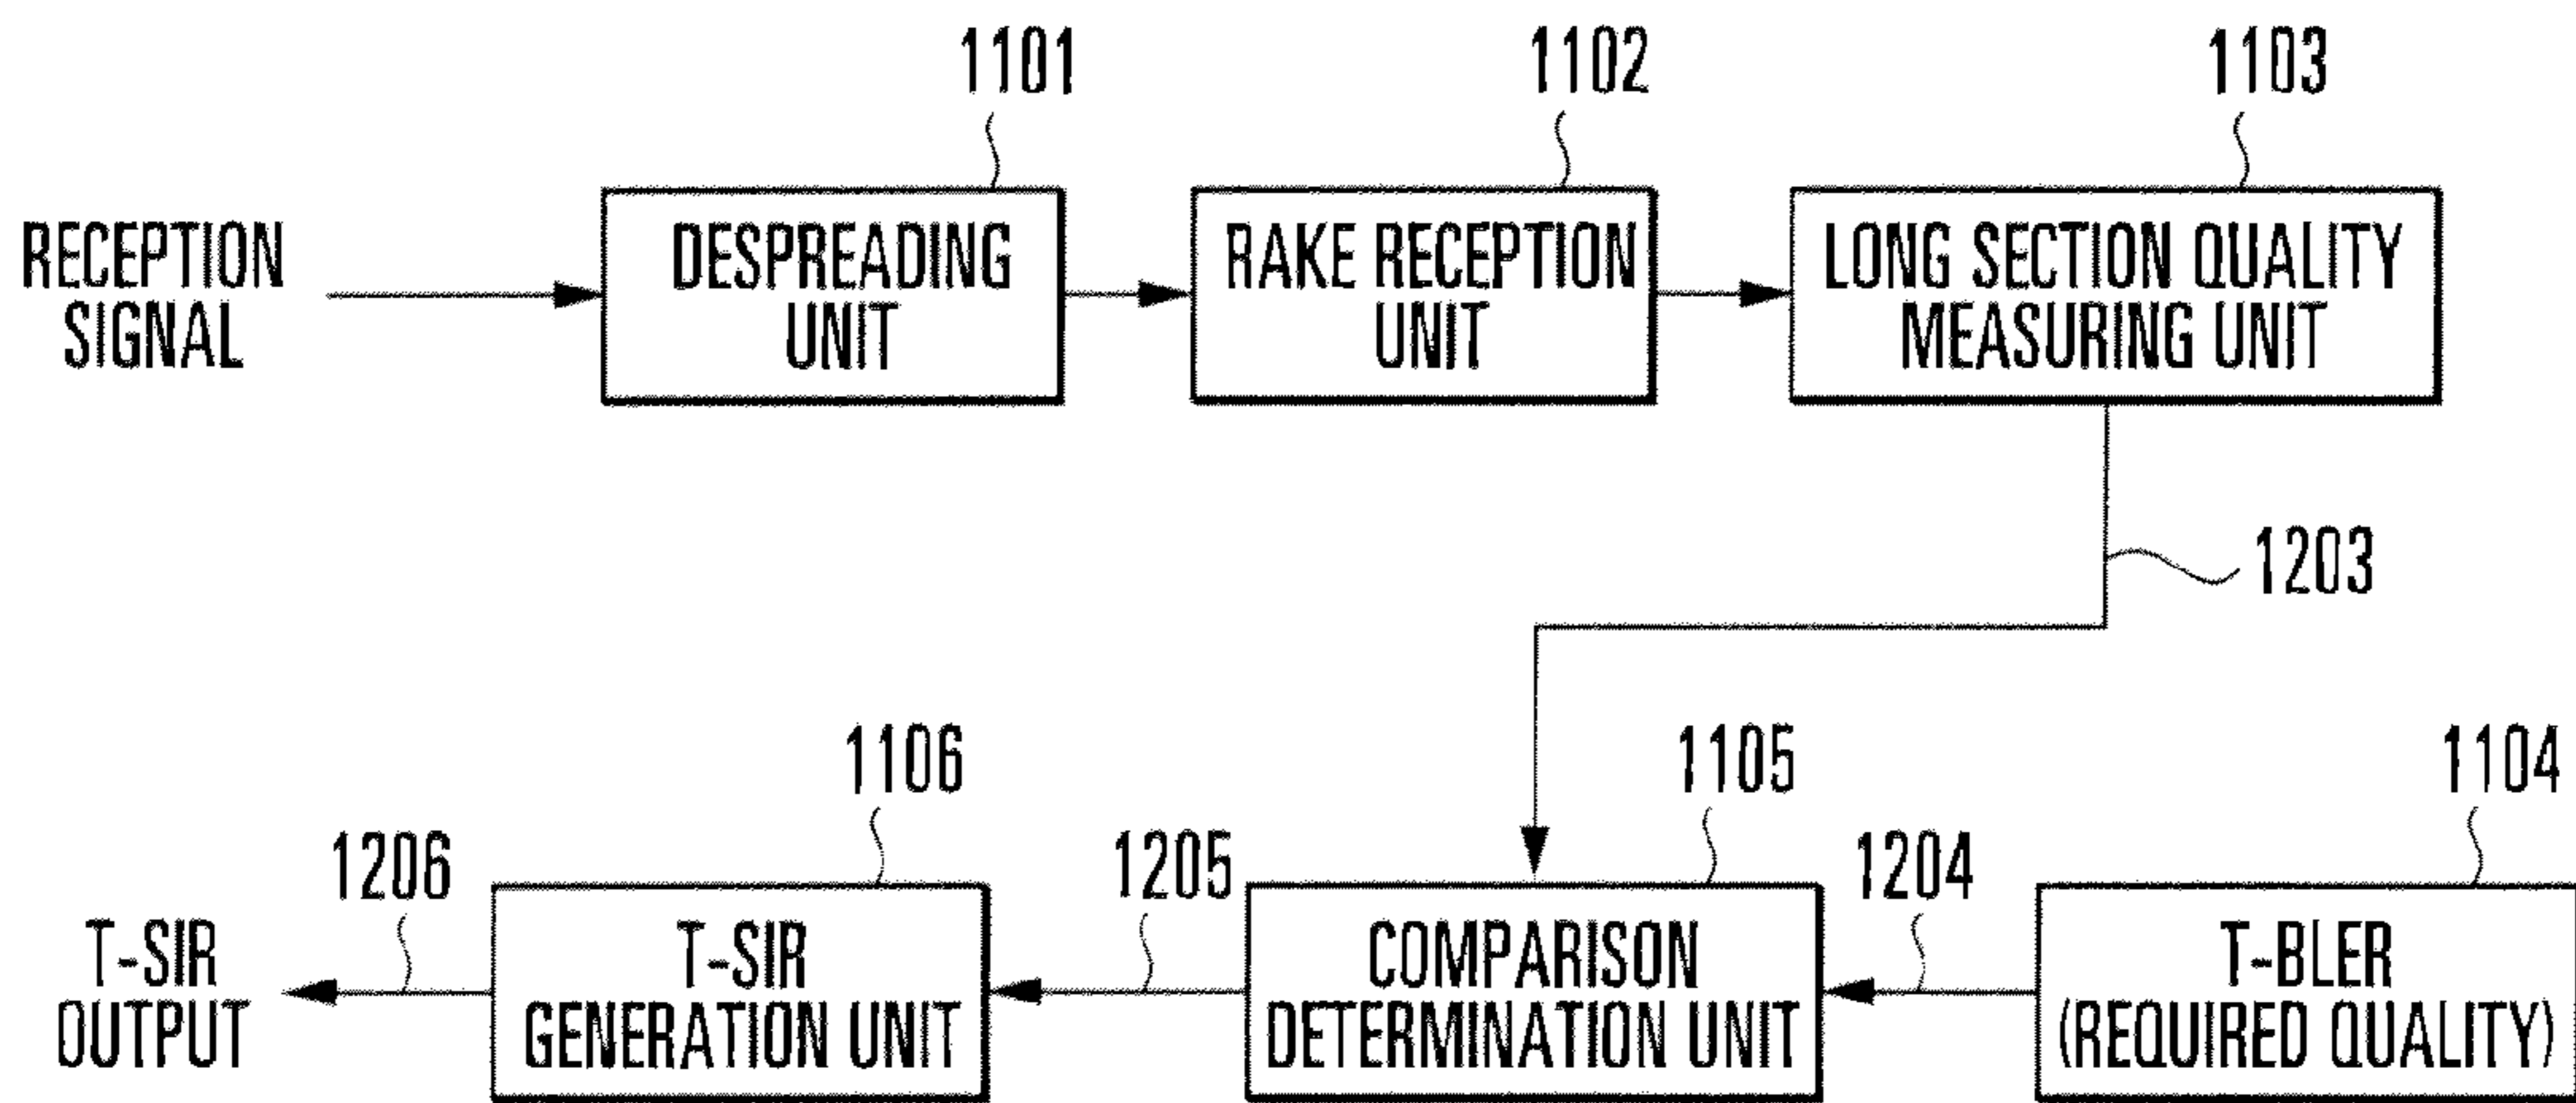 1101
1102
1103
RECEPTION
SIGNAL
DESPREADING
UNIT
RAKE RECEPTION
UNIT
LONG SECTION QUALITY
MEASURING UNIT
1203
1106
1105
1104
1206
1205
1204
T-SIR
OUTPUT
T-SIR
GENERATION UNIT
COMPARISON
DETERMINATION UNIT
T-BLER
(REQUIRED QUALITY)